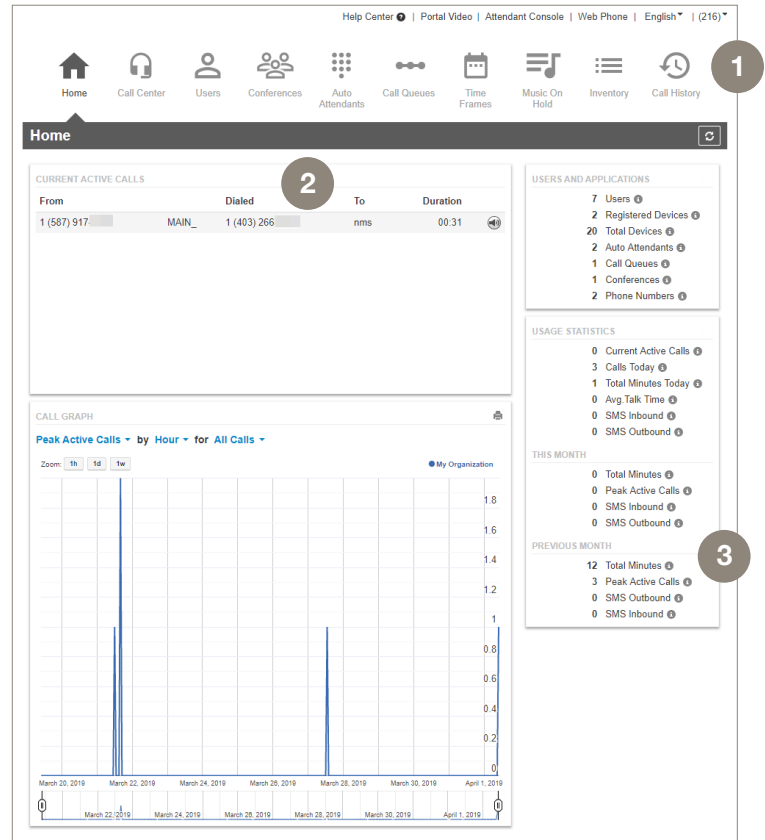 Help Center | Portal Video | Attendant Console | Web Phone | English | (216)
1
Home Call Center Users Conferences Auto Attendants Call Queues Time Frames Music On Hold Inventory Call History
Home
CURRENT ACTIVE CALLS
2
From Dialed To Duration
1 (587) 917- MAIN_ 1 (403) 266 nms 00:31
USERS AND APPLICATIONS
7 Users
2 Registered Devices
20 Total Devices
2 Auto Attendants
1 Call Queues
1 Conferences
2 Phone Numbers
USAGE STATISTICS
0 Current Active Calls
3 Calls Today
1 Total Minutes Today
0 Avg.Talk Time
0 SMS Inbound
0 SMS Outbound
THIS MONTH
0 Total Minutes
0 Peak Active Calls
0 SMS Inbound
0 SMS Outbound
PREVIOUS MONTH
3
12 Total Minutes
3 Peak Active Calls
0 SMS Outbound
0 SMS Inbound
CALL GRAPH
Peak Active Calls by Hour for All Calls
Zoom: 1h 1d 1w
My Organization
1.8
1.6
1.4
1.2
1
0.8
0.6
0.4
0.2
0
March 20, 2019 March 22, 2019 March 24, 2019 March 26, 2019 March 28, 2019 March 30, 2019 April 1, 2019
March 22, 2019 March 24, 2019 March 26, 2019 March 28, 2019 March 30, 2019 April 1, 2019